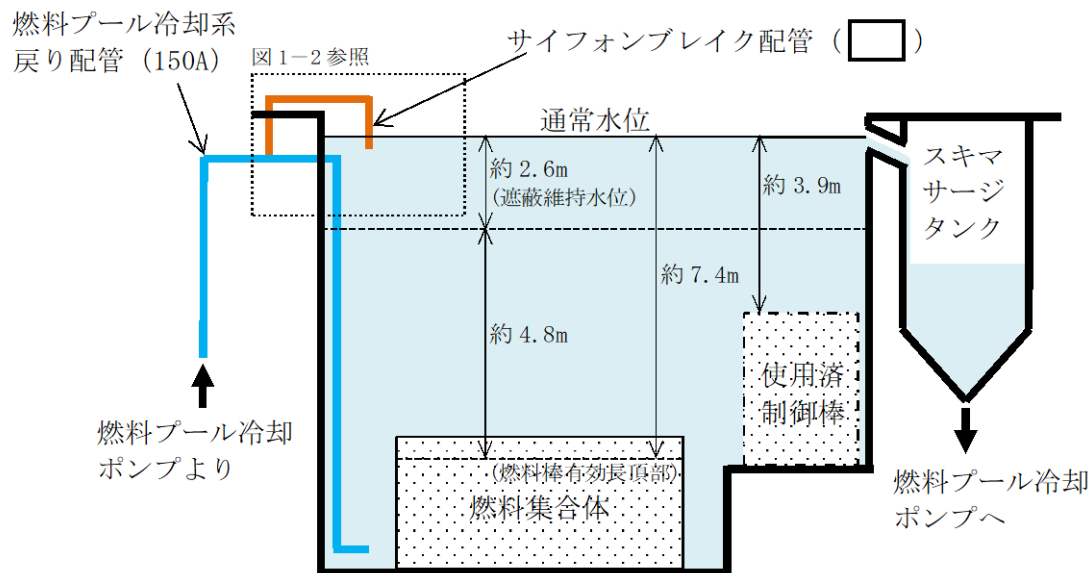 燃料プール冷却系
戻り配管(150A)
図1-2参照
サイフォンブレイク配管( )
通常水位
約2.6m
(遮蔽維持水位)
約3.9m
スキマ
サージ
タンク
約7.4m
約4.8m
使用済
制御棒
燃料プール冷却
ポンプより
(燃料棒有効長頂部)
燃料集合体
燃料プール冷却
ポンプへ